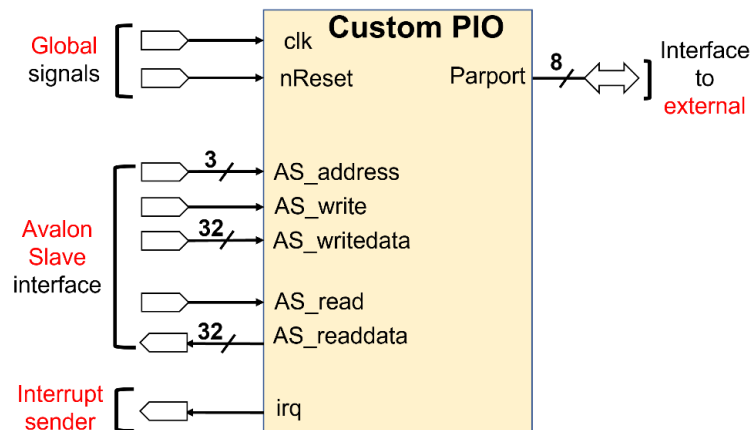 Custom PIO
Global
signals
clk
nReset
Parport
8
Interface
to
external
Avalon
Slave
interface
3
AS_address
AS_write
32
AS_writedata
AS_read
32
AS_readdata
Interrupt
sender
irq